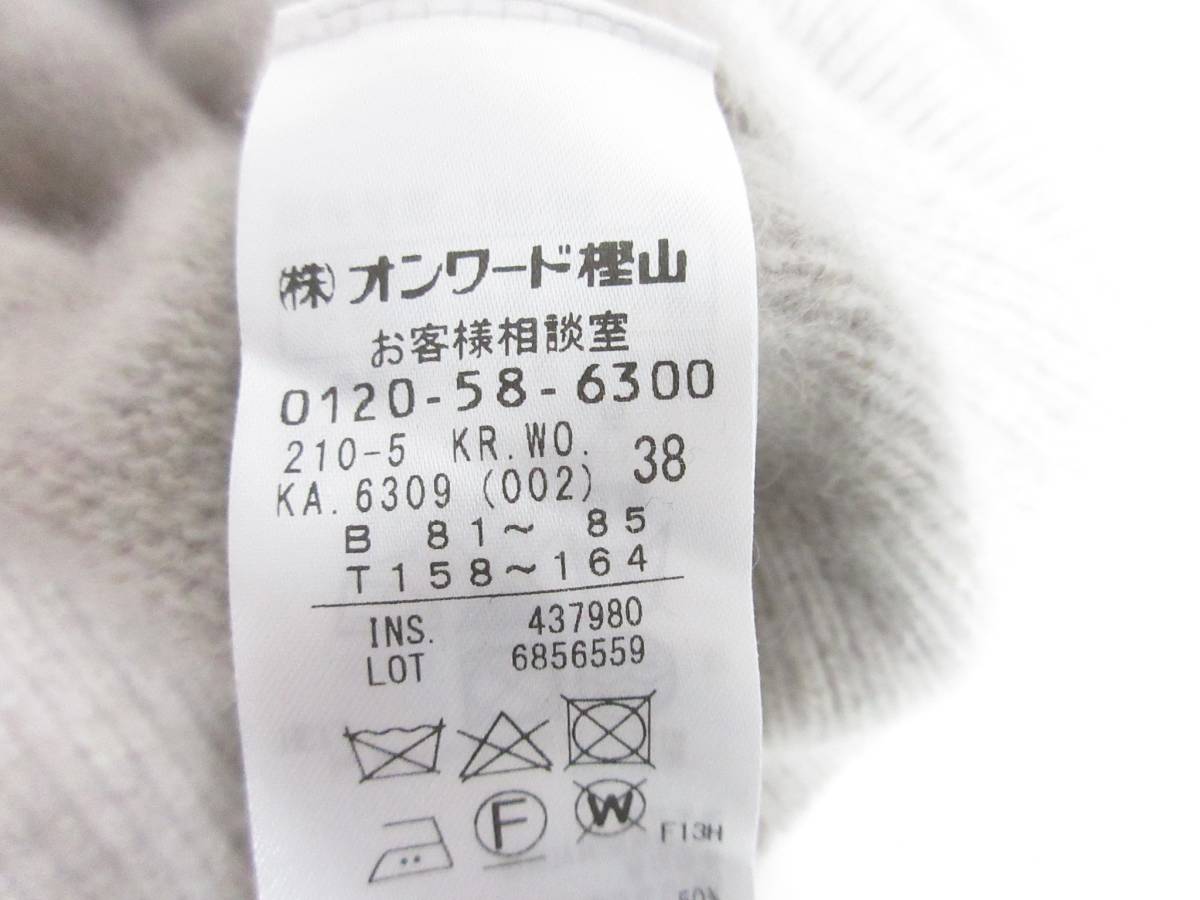 (株)オンワード樫山
お客様相談室
0120-58-6300
210-5 KR.WO. 38
KA.6309 (002)
B 81~ 85
T158~164
INS. 437980
LOT 6856559
F
W
F13H